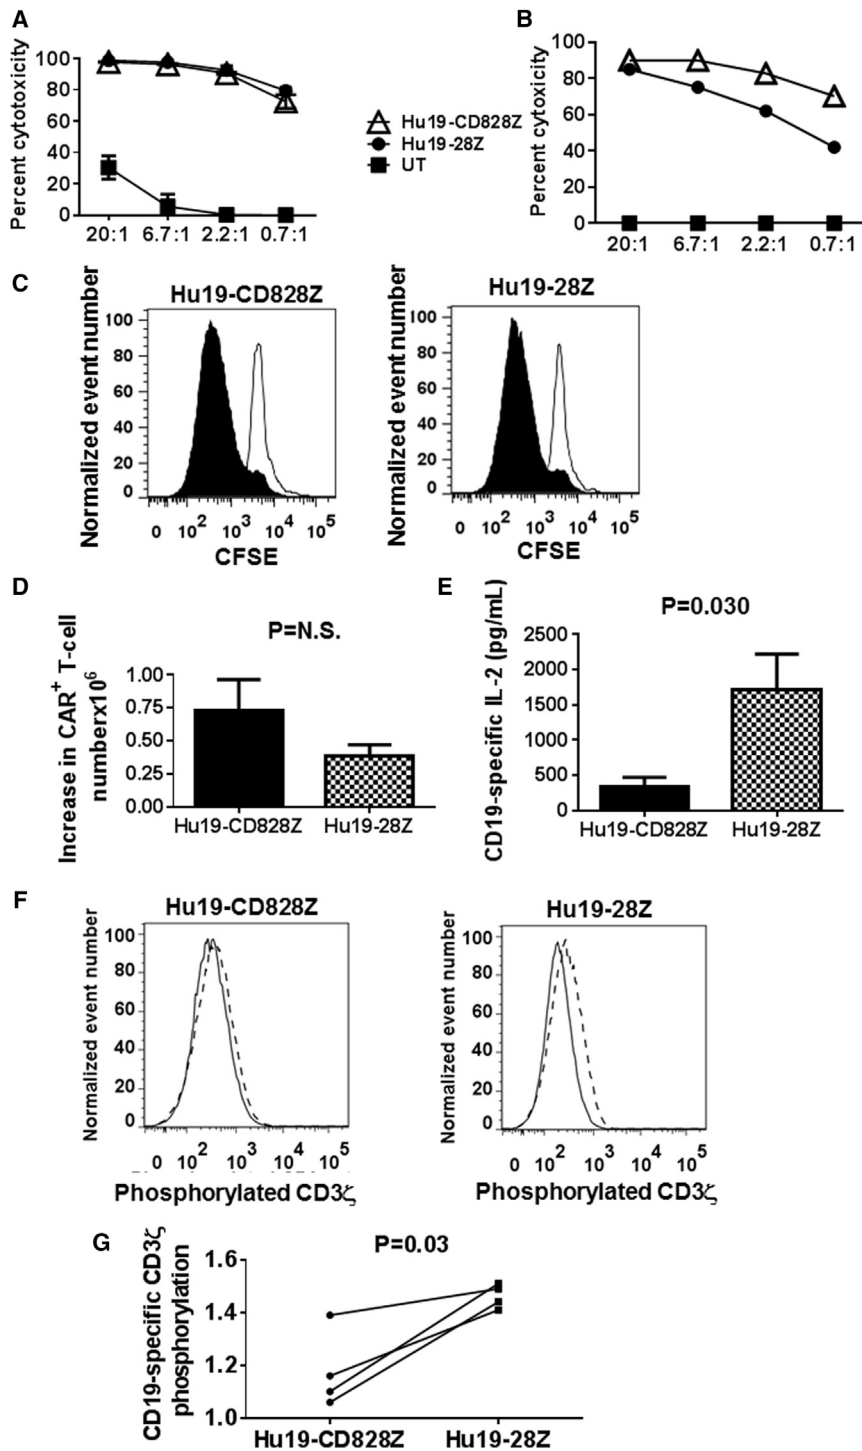 A
Percent cytotoxicity
100
80
60
40
20
0
20:1 6.7:1 2.2:1 0.7:1
Hu19-CD828Z
Hu19-28Z
UT
B
Percent cytotoxicity
100
80
60
40
20
0
20:1 6.7:1 2.2:1 0.7:1
C
Hu19-CD828Z
Normalized event number
100
80
60
40
20
0
0 10² 10³ 10⁴ 10⁵
CFSE
Hu19-28Z
Normalized event number
100
80
60
40
20
0
0 10² 10³ 10⁴ 10⁵
CFSE
D
P=N.S.
Increase in CAR⁺ T-cell
numberx10⁶
1.00
0.75
0.50
0.25
0.00
Hu19-CD828Z Hu19-28Z
E
P=0.030
CD19-specific IL-2 (pg/mL)
2500
2000
1500
1000
500
0
Hu19-CD828Z Hu19-28Z
F
Hu19-CD828Z
Normalized event number
100
80
60
40
20
0
0 10² 10³ 10⁴ 10⁵
Phosphorylated CD3ζ
Hu19-28Z
Normalized event number
100
80
60
40
20
0
0 10² 10³ 10⁴ 10⁵
Phosphorylated CD3ζ
G
P=0.03
CD19-specific CD3ζ
phosphorylation
1.6
1.4
1.2
1.0
Hu19-CD828Z Hu19-28Z